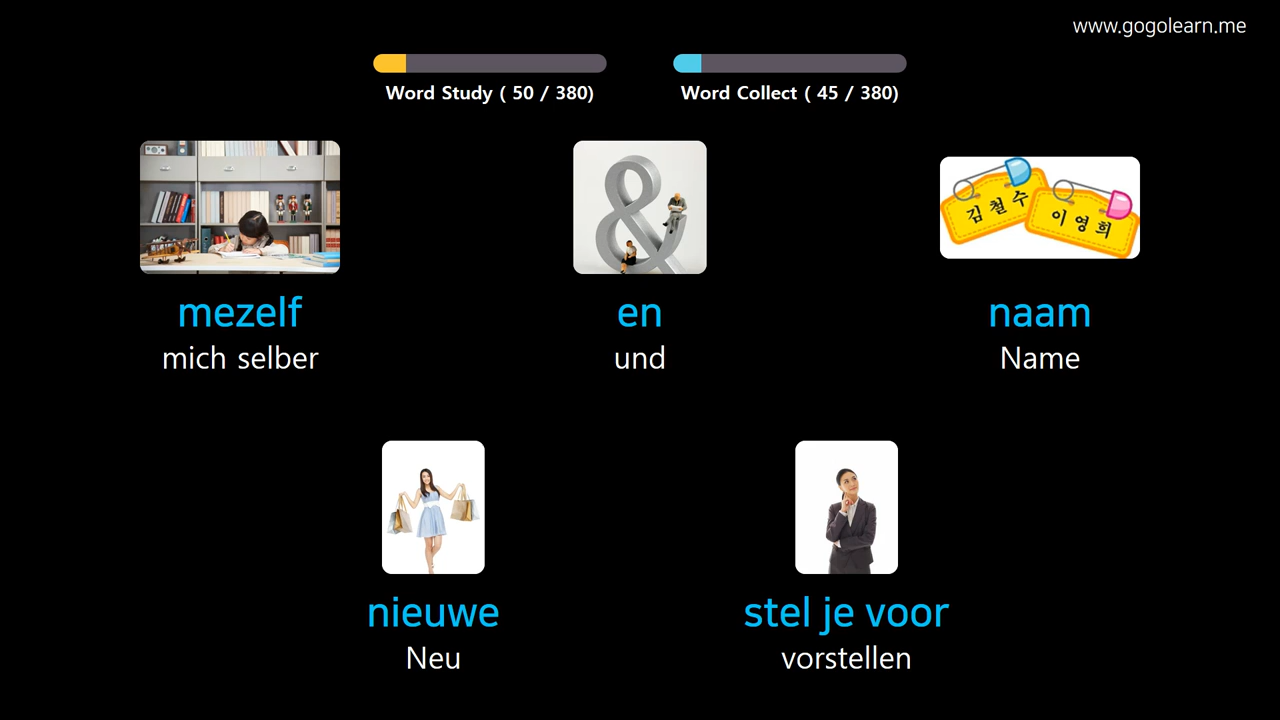 www.gogolearn.me
Word Study ( 50 / 380)
Word Collect ( 45 / 380)
&
김철수
이영희
mezelf
mich selber
en
und
naam
Name
nieuwe
Neu
stel je voor
vorstellen